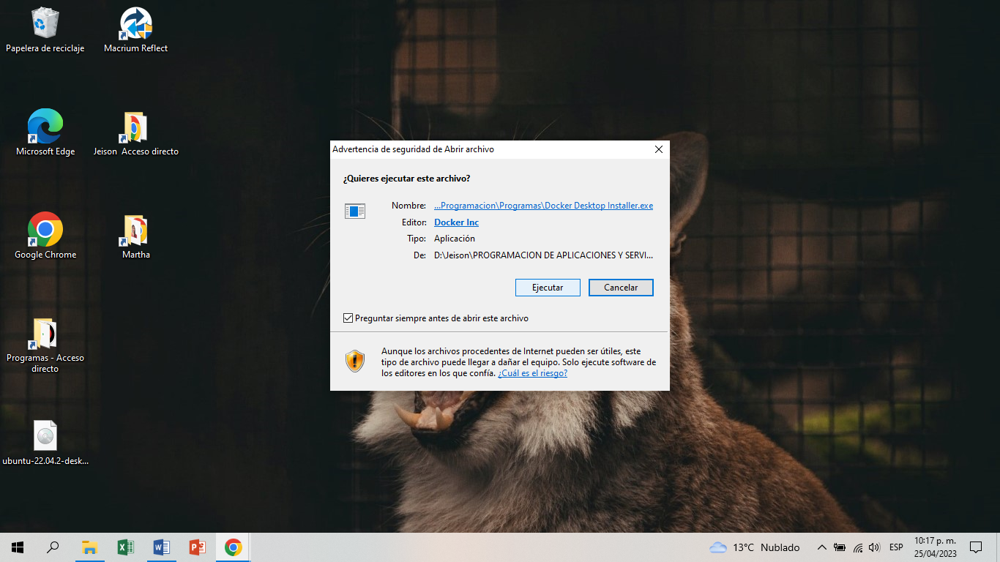 Papelera de reciclaje
Macrium Reflect
Microsoft Edge
Jeison Acceso directo
Google Chrome
Martha
Programas - Acceso
directo
ubuntu-22.04.2-desk...
Advertencia de seguridad de Abrir archivo
¿Quieres ejecutar este archivo?
Nombre: ...Programacion\Programas\Docker Desktop Installer.exe
Editor: Docker Inc
Tipo: Aplicación
De: D:\Jeison\PROGRAMACION DE APLICACIONES Y SERVI...
Ejecutar Cancelar
Preguntar siempre antes de abrir este archivo
Aunque los archivos procedentes de Internet pueden ser útiles, este
tipo de archivo puede llegar a dañar el equipo. Solo ejecute software de
los editores en los que confía. ¿Cuál es el riesgo?
13°C Nublado
ESP
10:17 p. m.
25/04/2023